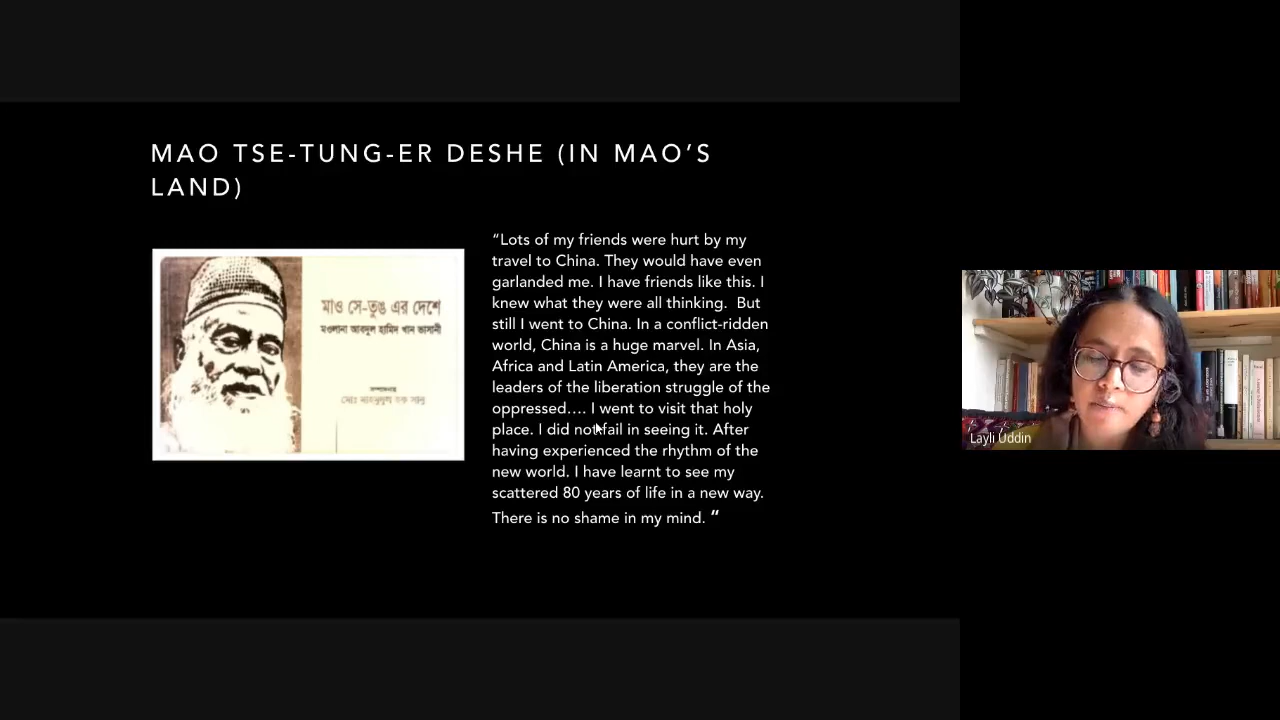 MAO TSE-TUNG-ER DESHE (IN MAO’S
LAND)
মাও সে-তুঙ এর দেশে
মওলানা আবদুল হামিদ খান ভাসানী
সম্পাদনায়
মোঃ
“Lots of my friends were hurt by my
travel to China. They would have even
garlanded me. I have friends like this. I
knew what they were all thinking.  But
still I went to China. In a conflict-ridden
world, China is a huge marvel. In Asia,
Africa and Latin America, they are the
leaders of the liberation struggle of the
oppressed…. I went to visit that holy
place. I did not fail in seeing it. After
having experienced the rhythm of the
new world. I have learnt to see my
scattered 80 years of life in a new way.
There is no shame in my mind. “
Layli Uddin